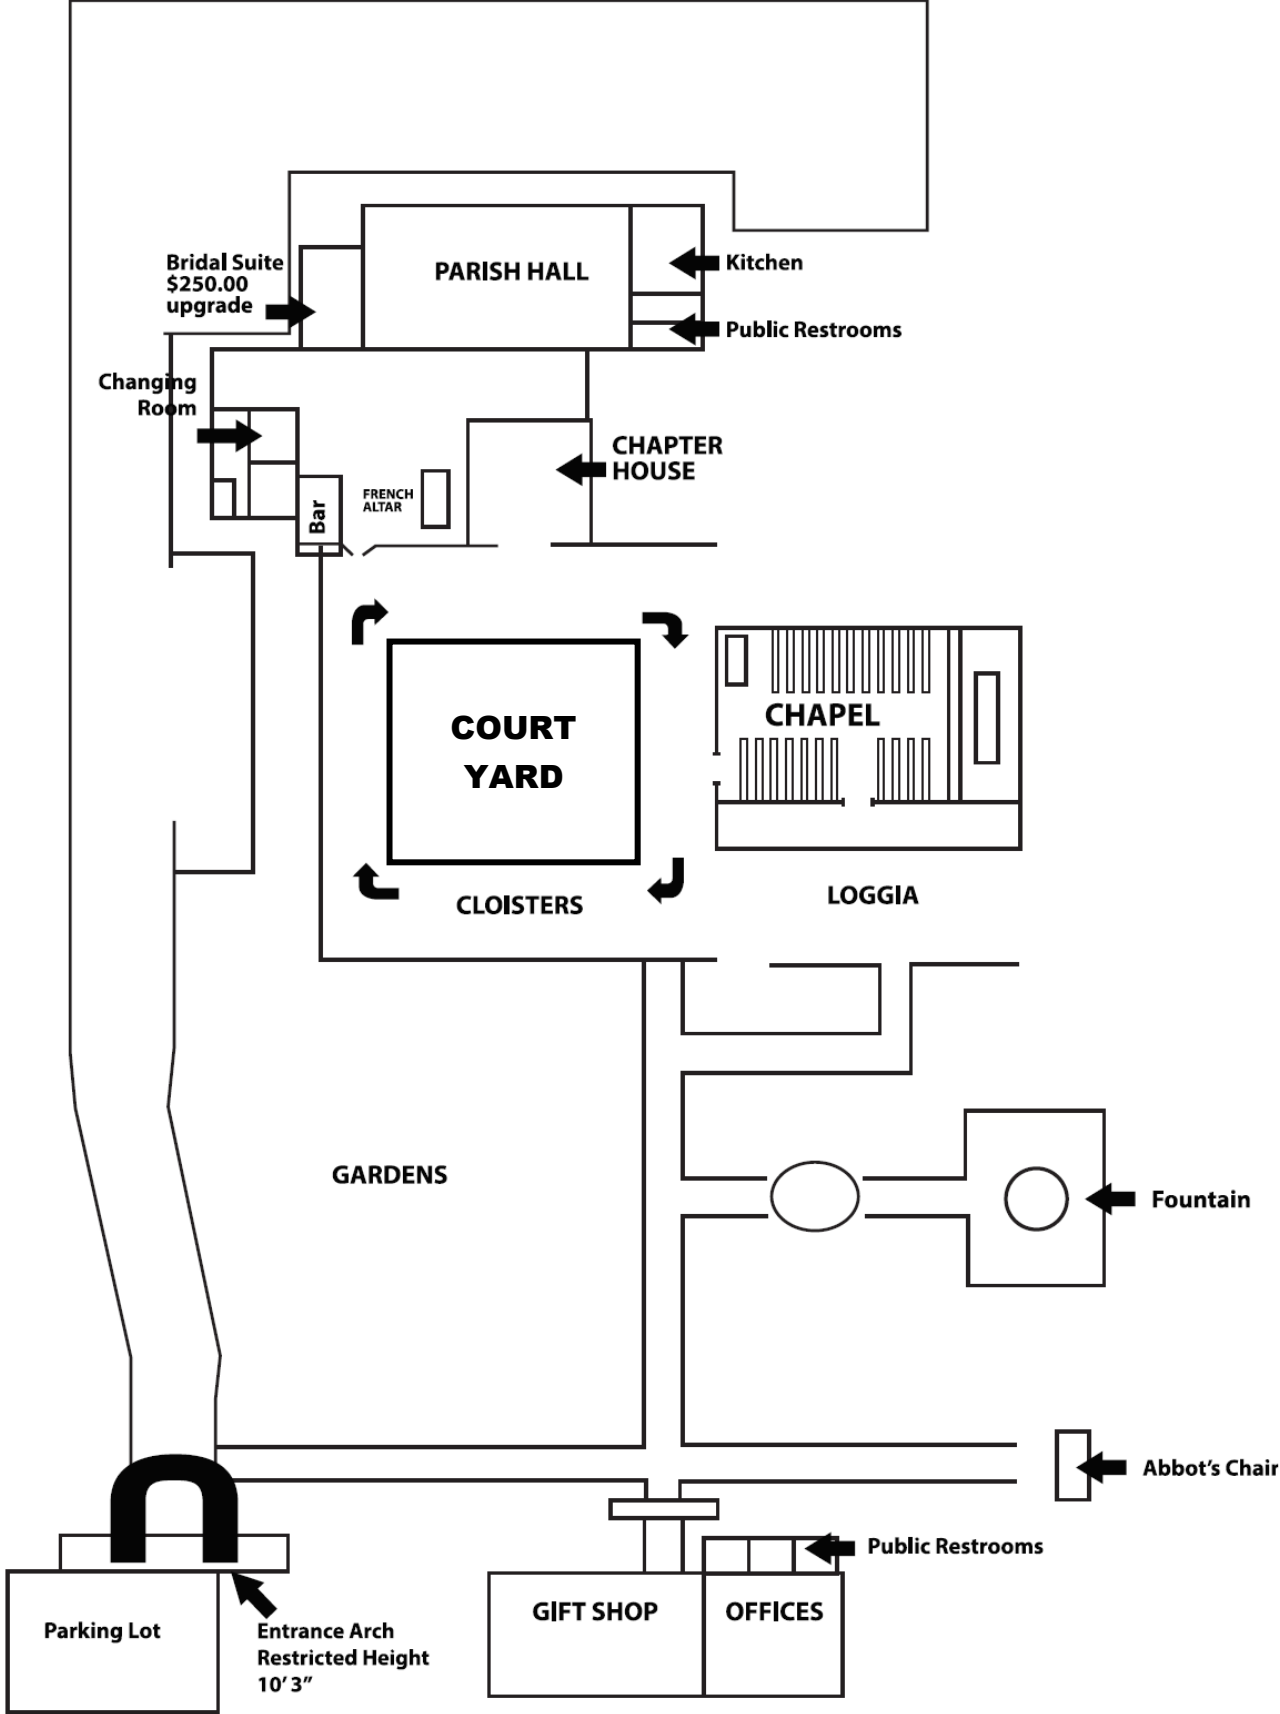 Bridal Suite
$250.00
upgrade
PARISH HALL
Kitchen
Public Restrooms
Changing
Room
CHAPTER
HOUSE
FRENCH
ALTAR
Bar
COURT
YARD
CHAPEL
CLOISTERS
LOGGIA
GARDENS
Fountain
Abbot's Chair
Public Restrooms
GIFT SHOP
OFFICES
Parking Lot
Entrance Arch
Restricted Height
10' 3"